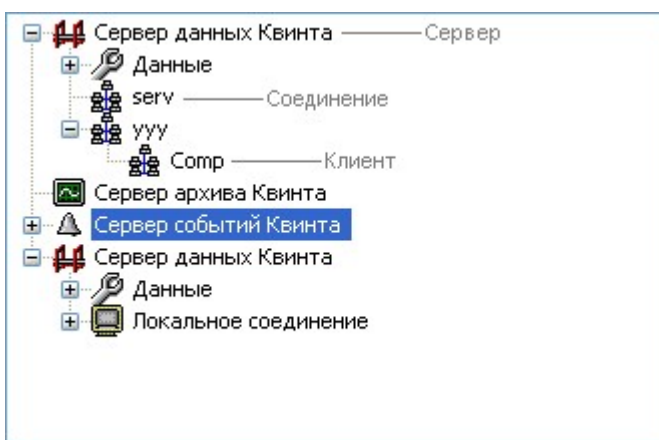 Сервер данных Квинта Сервер
Данные
serv Соединение
yyy
Comp Клиент
Сервер архива Квинта
Сервер событий Квинта
Сервер данных Квинта
Данные
Локальное соединение